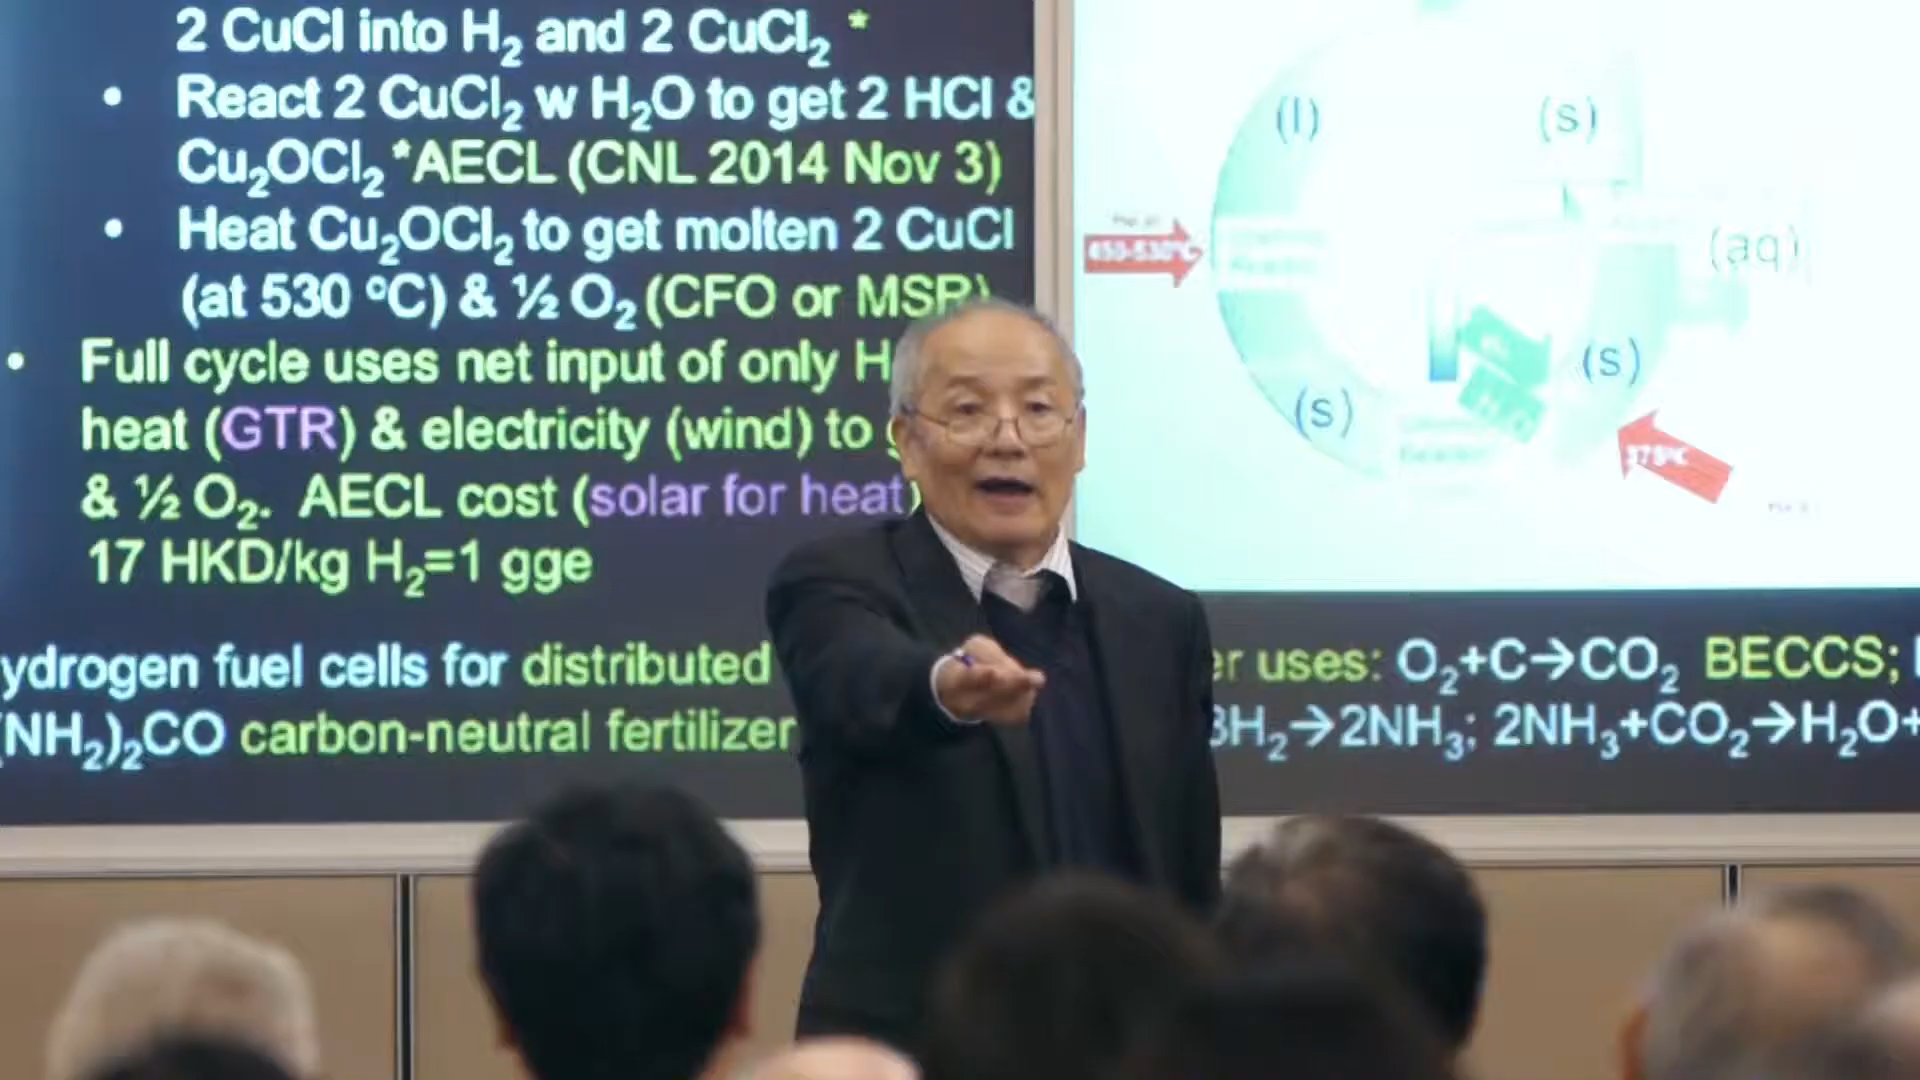 2 CuCl into H₂ and 2 CuCl₂ *
• React 2 CuCl₂ w H₂O to get 2 HCl &
Cu₂OCl₂ *AECL (CNL 2014 Nov 3)
• Heat Cu₂OCl₂ to get molten 2 CuCl
(at 530 °C) & ½ O₂ (CFO or MSR)
• Full cycle uses net input of only H
heat (GTR) & electricity (wind) to g
& ½ O₂. AECL cost (solar for heat)
17 HKD/kg H₂=1 gge
ydrogen fuel cells for distributed
er uses: O₂+C→CO₂ BECCS;
(NH₂)₂CO carbon-neutral fertilizer
3H₂→2NH₃; 2NH₃+CO₂→H₂O+
(l)
(s)
450-530°C
(aq)
(s)
(s)
375°C